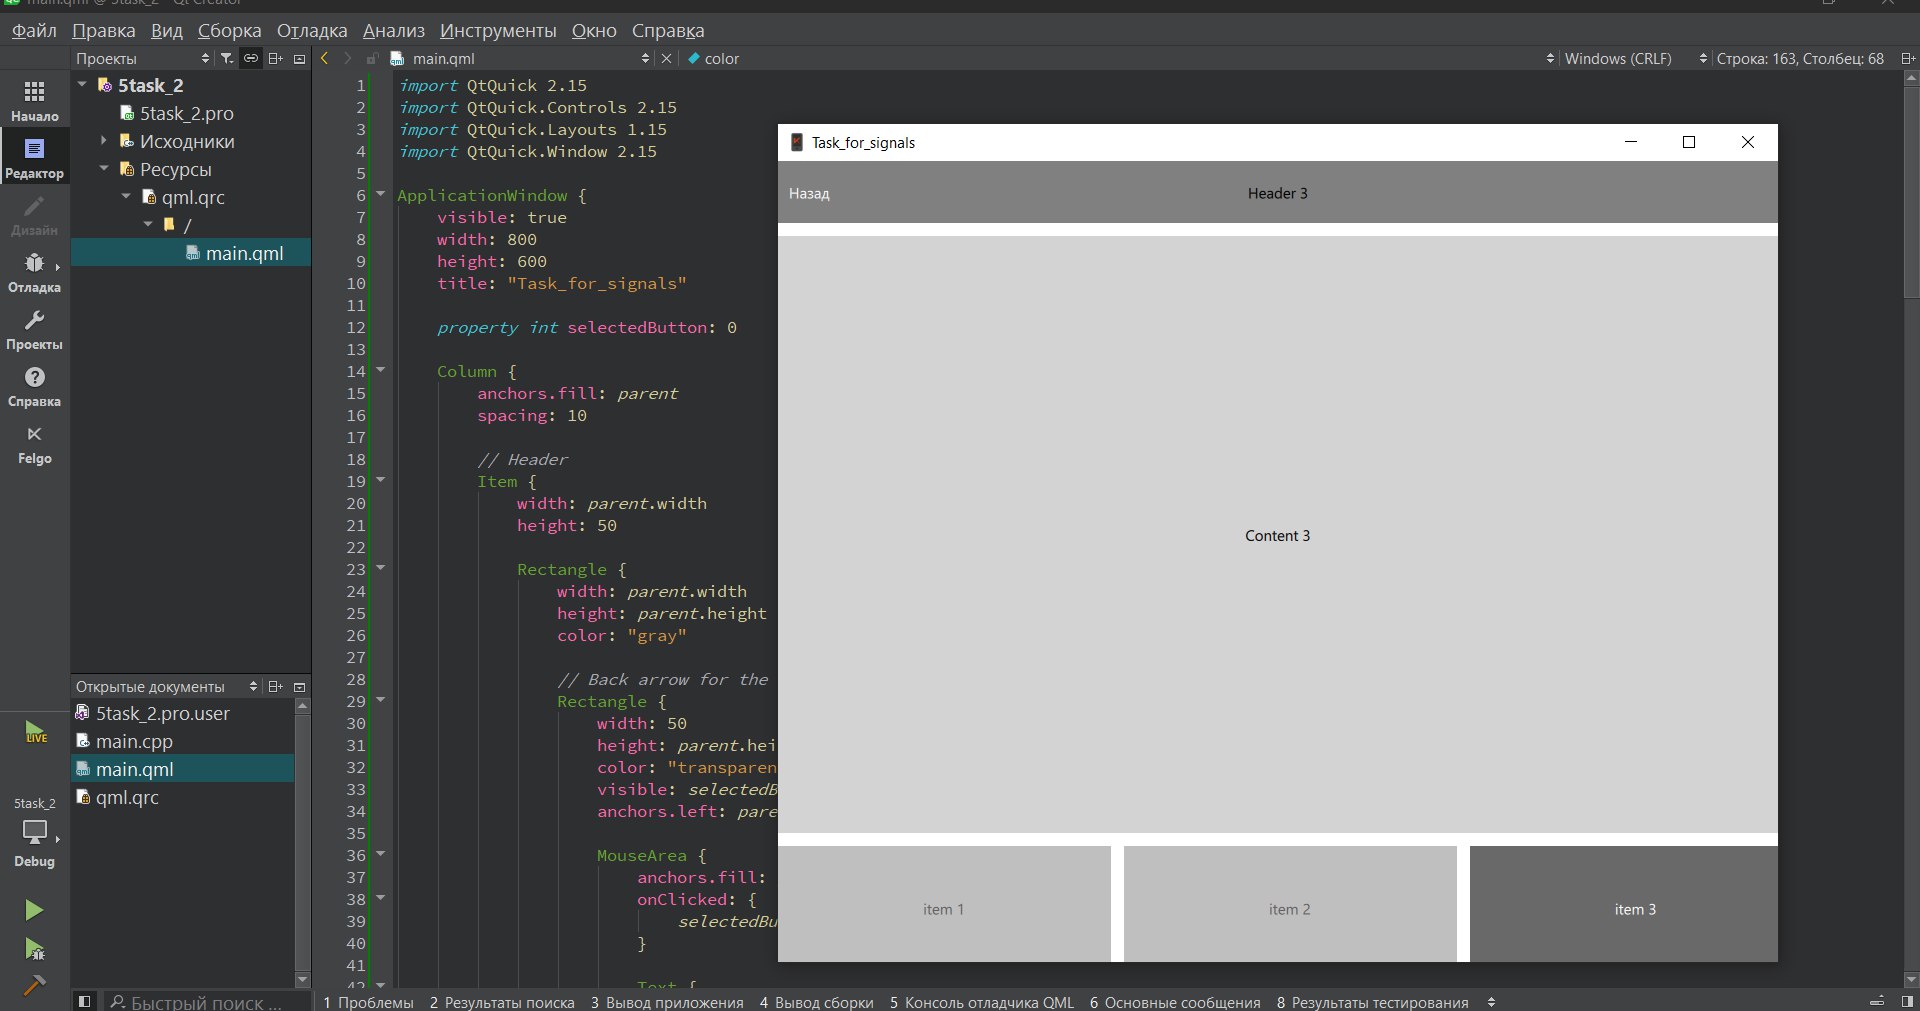 main.qml @ 5task_2 - Qt Creator
Файл Правка Вид Сборка Отладка Анализ Инструменты Окно Справка
Проекты
main.qml
color
Windows (CRLF)
Строка: 163, Столбец: 68
Начало
Редактор
Дизайн
Отладка
Проекты
Справка
Felgo
5task_2
5task_2.pro
Исходники
Ресурсы
qml.qrc
/
main.qml
Открытые документы
5task_2.pro.user
main.cpp
main.qml
qml.qrc
LIVE
5task_2
Debug
Быстрый поиск ...
1 import QtQuick 2.15
2 import QtQuick.Controls 2.15
3 import QtQuick.Layouts 1.15
4 import QtQuick.Window 2.15
5
6 ApplicationWindow {
7 visible: true
8 width: 800
9 height: 600
10 title: "Task_for_signals"
11
12 property int selectedButton: 0
13
14 Column {
15 anchors.fill: parent
16 spacing: 10
17
18 // Header
19 Item {
20 width: parent.width
21 height: 50
22
23 Rectangle {
24 width: parent.width
25 height: parent.height
26 color: "gray"
27
28 // Back arrow for the
29 Rectangle {
30 width: 50
31 height: parent.hei
32 color: "transparen
33 visible: selectedB
34 anchors.left: pare
35
36 MouseArea {
37 anchors.fill:
38 onClicked: {
39 selectedBu
40 }
41
42 Text {
Task_for_signals
Назад
Header 3
Content 3
item 1
item 2
item 3
1 Проблемы 2 Результаты поиска 3 Вывод приложения 4 Вывод сборки 5 Консоль отладчика QML 6 Основные сообщения 8 Результаты тестирования